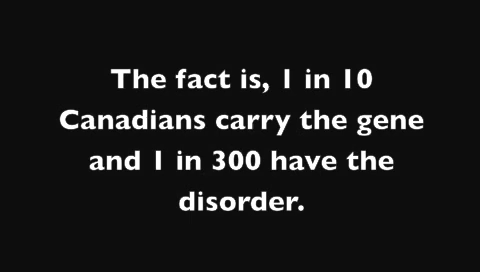 The fact is, 1 in 10
Canadians carry the gene
and 1 in 300 have the
disorder.